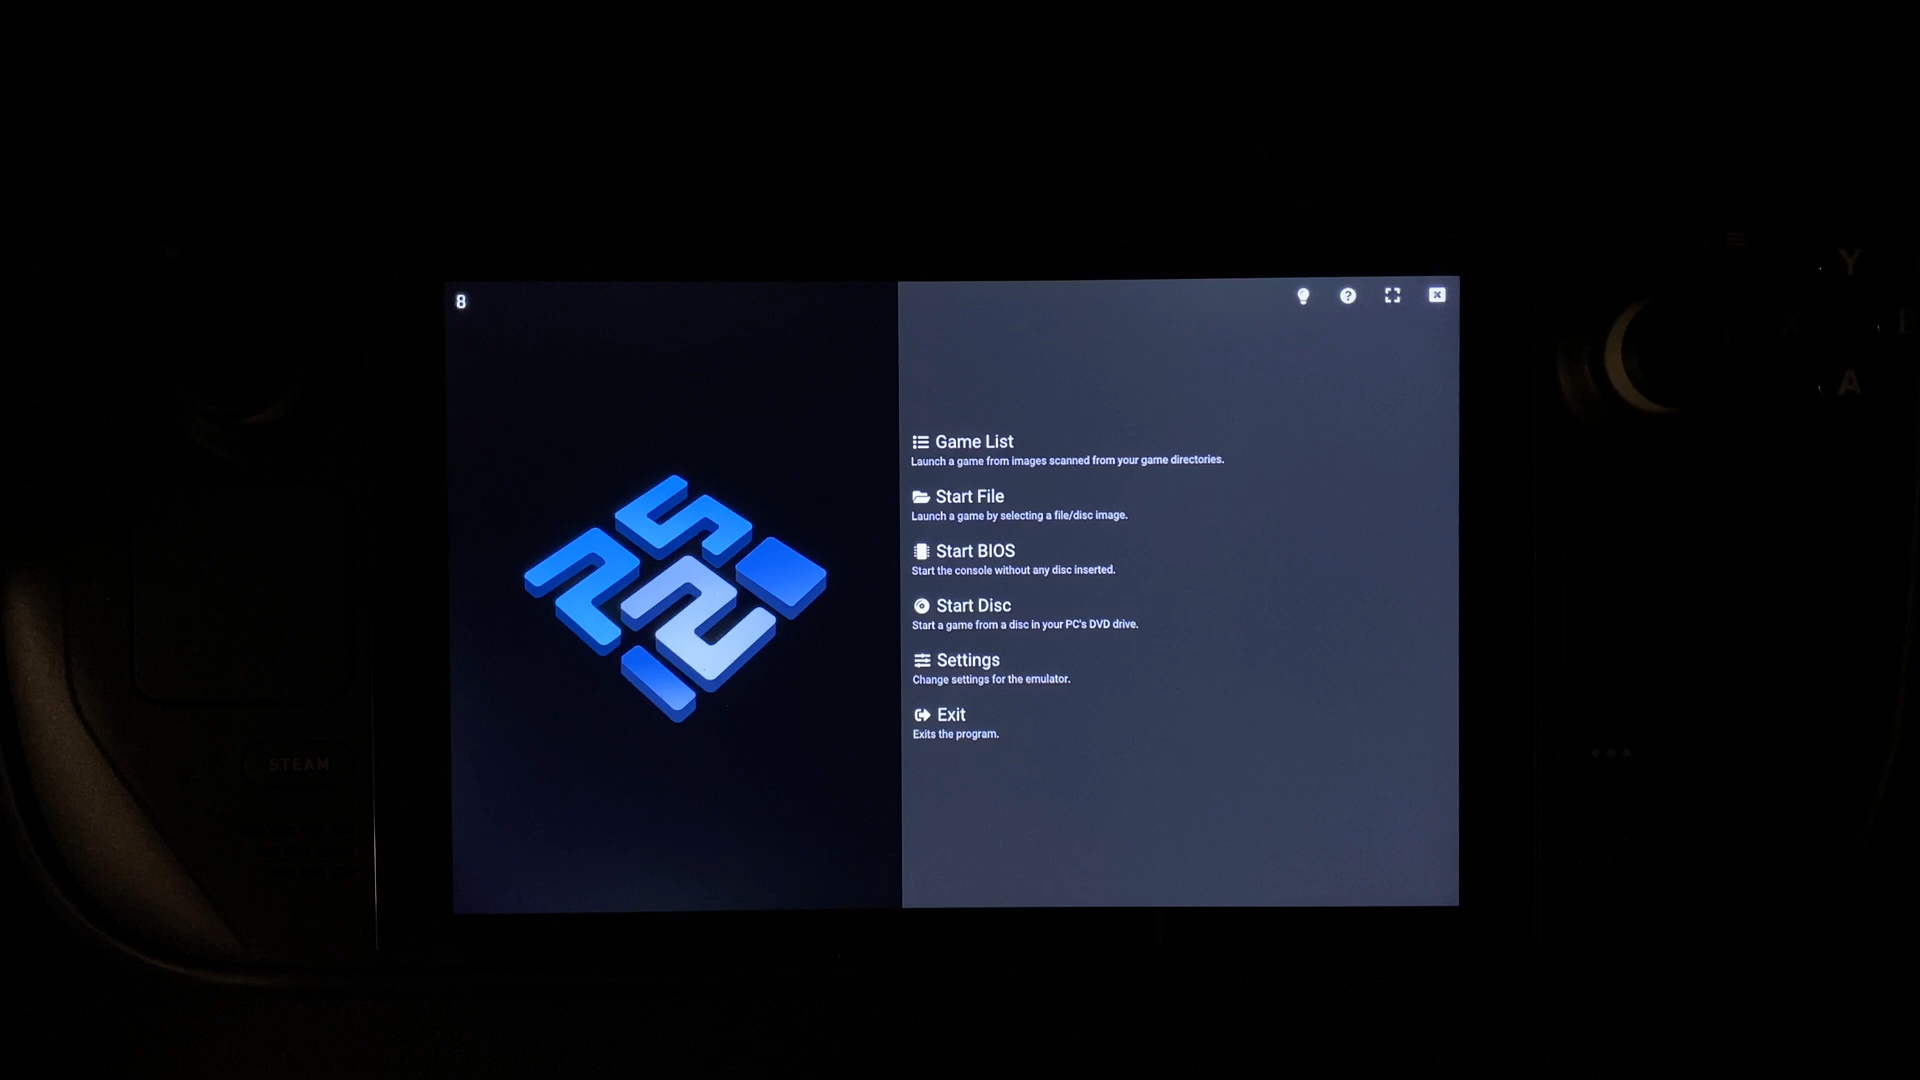 8
Game List
Launch a game from images scanned from your game directories.
Start File
Launch a game by selecting a file/disc image.
Start BIOS
Start the console without any disc inserted.
Start Disc
Start a game from a disc in your PC's DVD drive.
Settings
Change settings for the emulator.
Exit
Exits the program.
STEAM
Y
X
B
A